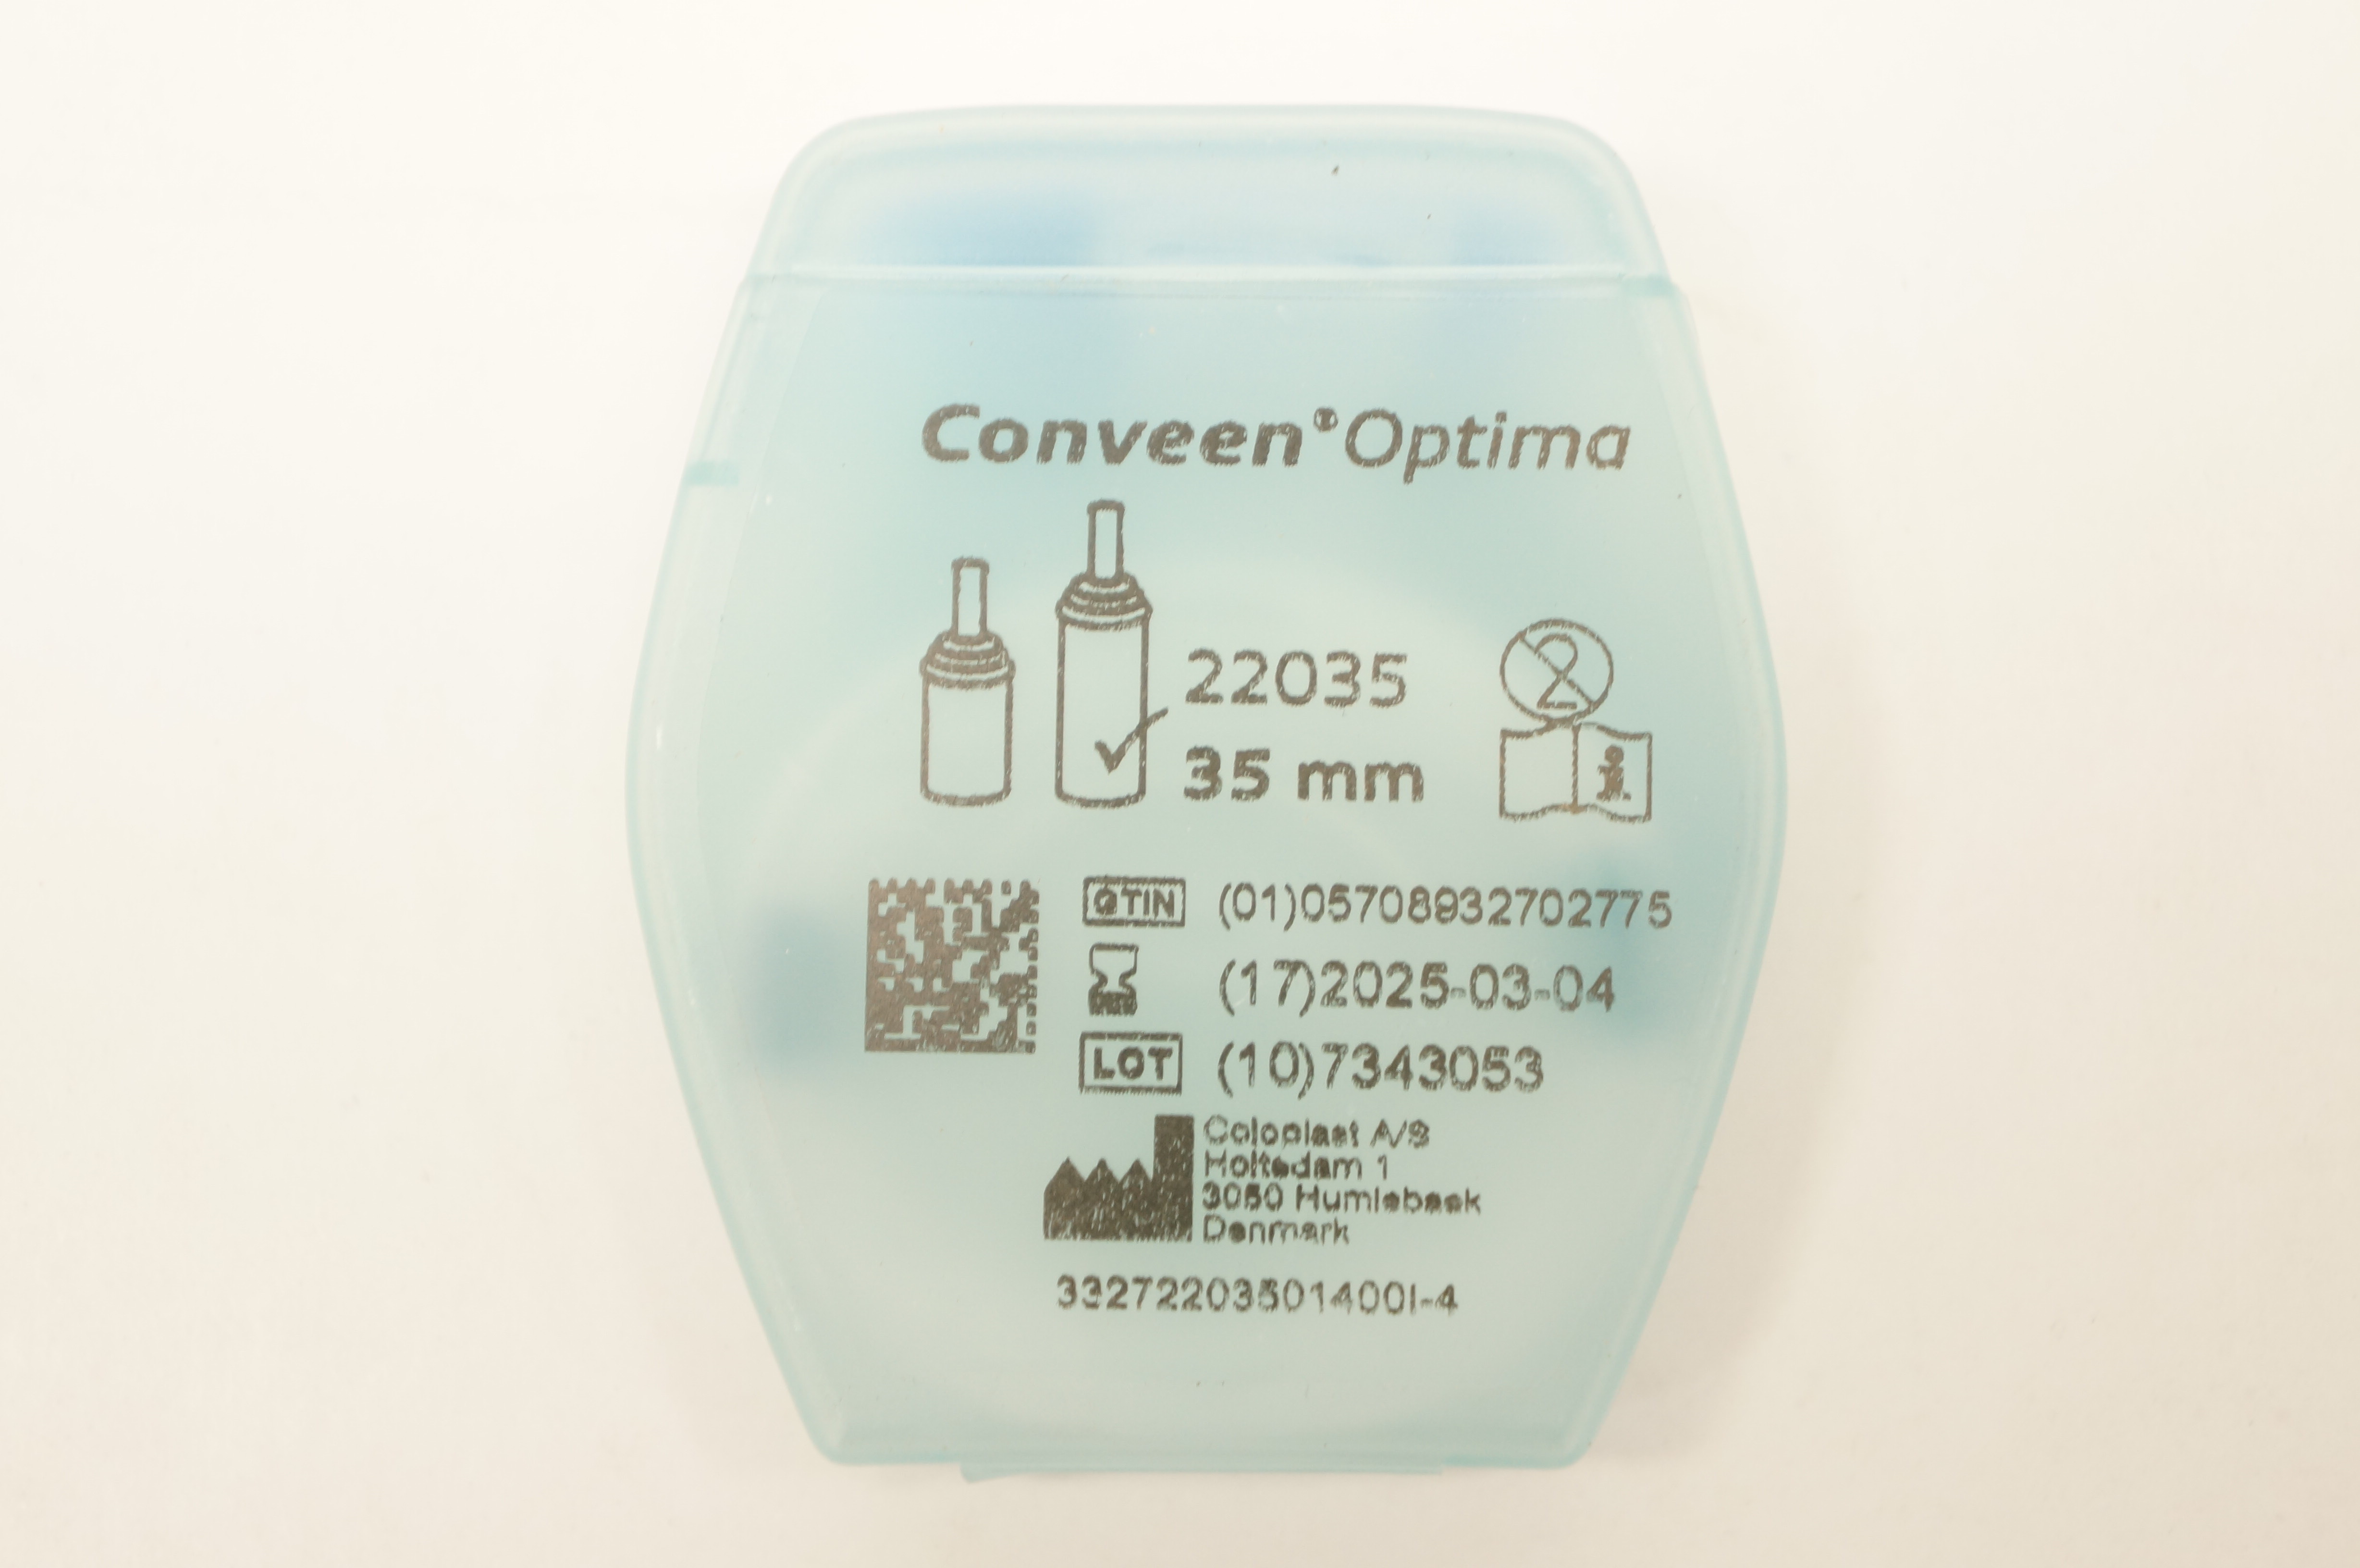 Conveen®Optima
22035
35 mm
2
i
GTIN (01)05708932702775
(17)2025-03-04
LOT (10)7343053
Coloplast A/S
Holtedam 1
3050 Humlebaek
Denmark
33272203501400I-4